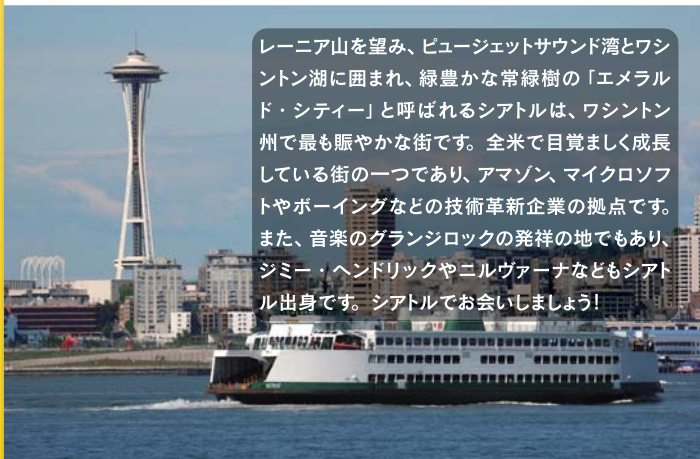 レーニア山を望み、ピュージェットサウンド湾とワシ
ントン湖に囲まれ、緑豊かな常緑樹の「エメラル
ド・シティー」と呼ばれるシアトルは、ワシントン
州で最も賑やかな街です。全米で目覚ましく成長
している街の一つであり、アマゾン、マイクロソフ
トやボーイングなどの技術革新企業の拠点です。
また、音楽のグランジロックの発祥の地でもあり、
ジミー・ヘンドリックやニルヴァーナなどもシアト
ル出身です。シアトルでお会いしましょう!